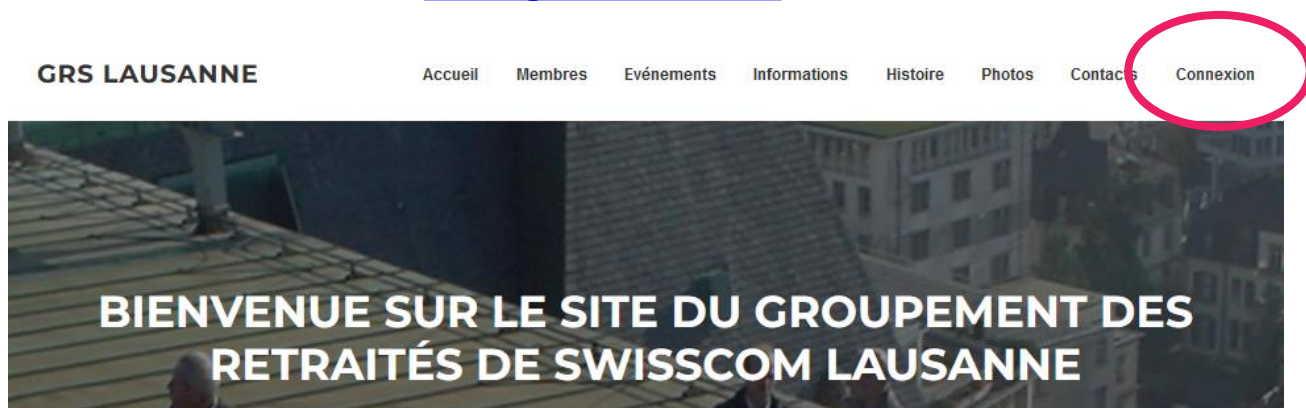 GRS LAUSANNE
Accueil Membres Evénements Informations Histoire Photos Contacts Connexion
BIENVENUE SUR LE SITE DU GROUPEMENT DES
RETRAITÉS DE SWISSCOM LAUSANNE